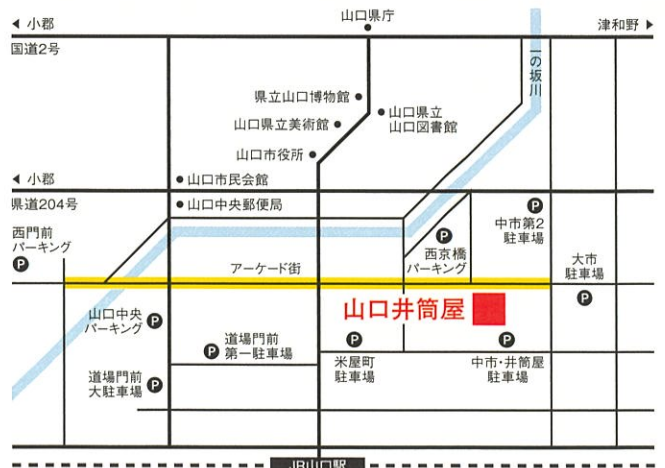 小郡
国道2号
山口県庁
津和野
一の坂川
県立山口博物館
山口県立美術館
山口県立
山口図書館
山口市役所
小郡
県道204号
山口市民会館
山口中央郵便局
西門前
パーキング
P
アーケード街
P
西京橋
パーキング
P
中市第2
駐車場
大市
駐車場
P
山口井筒屋
山口中央
パーキング
P
道場門前
第一駐車場
P
P
米屋町
駐車場
P
中市・井筒屋
駐車場
道場門前
大駐車場
P
JR山口駅